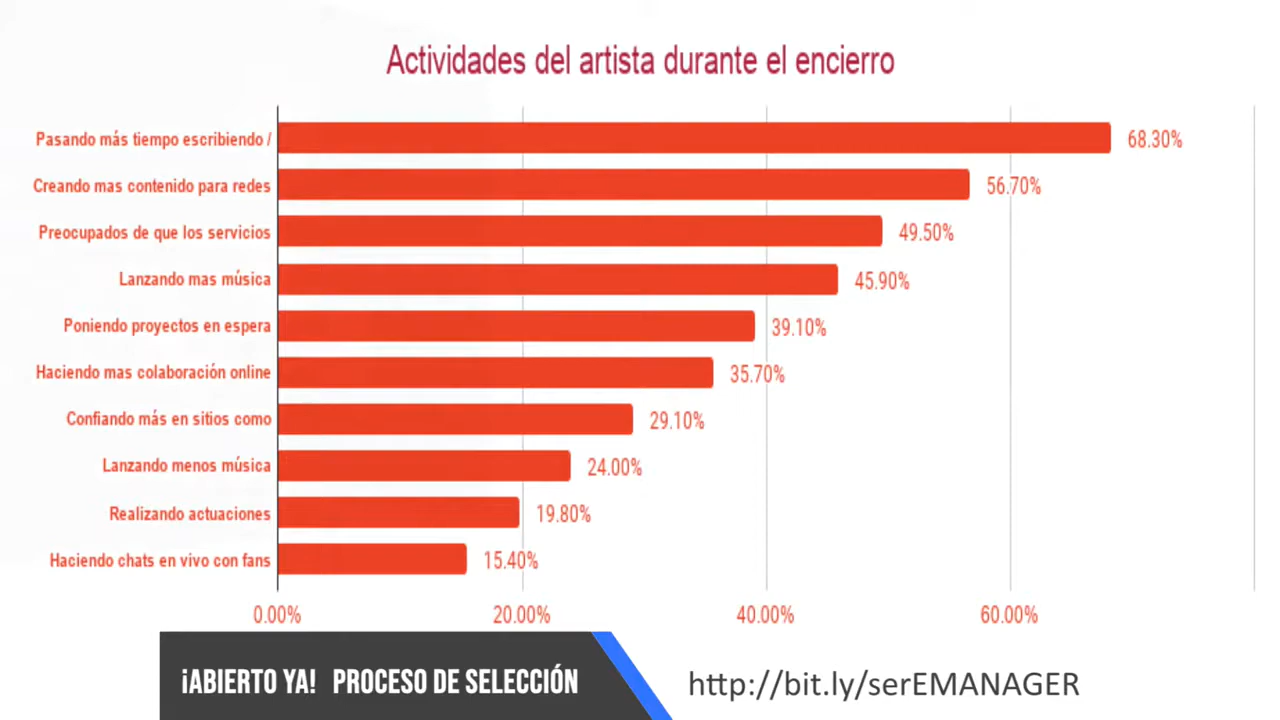 Actividades del artista durante el encierro
Pasando más tiempo escribiendo / 68.30%
Creando mas contenido para redes 56.70%
Preocupados de que los servicios 49.50%
Lanzando mas música 45.90%
Poniendo proyectos en espera 39.10%
Haciendo mas colaboración online 35.70%
Confiando más en sitios como 29.10%
Lanzando menos música 24.00%
Realizando actuaciones 19.80%
Haciendo chats en vivo con fans 15.40%
0.00% 20.00% 40.00% 60.00%
¡ABIERTO YA! PROCESO DE SELECCIÓN http://bit.ly/serEMANAGER